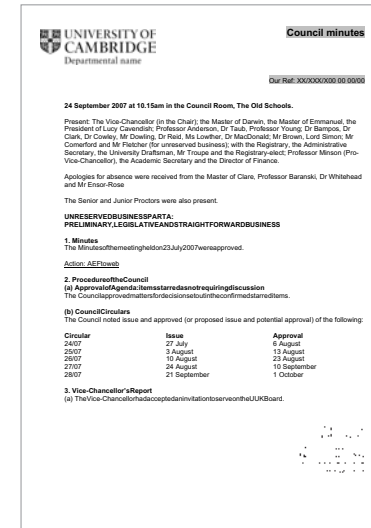 UNIVERSITY OF
CAMBRIDGE
Departmental name
Council minutes
Our Ref: XX/XXX/X00 00 00/00
24 September 2007 at 10.15am in the Council Room, The Old Schools.
Present: The Vice-Chancellor (in the Chair); the Master of Darwin, the Master of Emmanuel, the
President of Lucy Cavendish; Professor Anderson, Dr Taub, Professor Young; Dr Bampos, Dr
Clark, Dr Cowley, Mr Dowling, Dr Reid, Ms Lowther, Dr MacDonald; Mr Brown, Lord Simon; Mr
Comerford and Mr Fletcher (for unreserved business); with the Registrary, the Administrative
Secretary, the University Draftsman, Mr Troupe and the Registrary-elect; Professor Minson (Pro-
Vice-Chancellor), the Academic Secretary and the Director of Finance.
Apologies for absence were received from the Master of Clare, Professor Baranski, Dr Whitehead
and Mr Ensor-Rose
The Senior and Junior Proctors were also present.
UNRESERVEDBUSINESSPARTA:
PRELIMINARY,LEGISLATIVEANDSTRAIGHTFORWARDBUSINESS
1. Minutes
TheMinutesofthemeetingheldon23July2007wereapproved.
Action: AEFtoweb
2. ProcedureoftheCouncil
(a) ApprovalofAgenda:itemsstarredasnotrequiringdiscussion
TheCouncilapprovedmattersfordecisionsetoutintheconfirmedstarreditems.
(b) CouncilCirculars
The Council noted issue and approved (or proposed issue and potential approval) of the following:
Circular Issue Approval
24/07 27 July 6 August
25/07 3 August 13 August
26/07 10 August 23 August
27/07 24 August 10 September
28/07 21 September 1 October
3. Vice-Chancellor'sReport
(a) TheVice-ChancellorhadacceptedaninvitationtoserveontheUUKBoard.